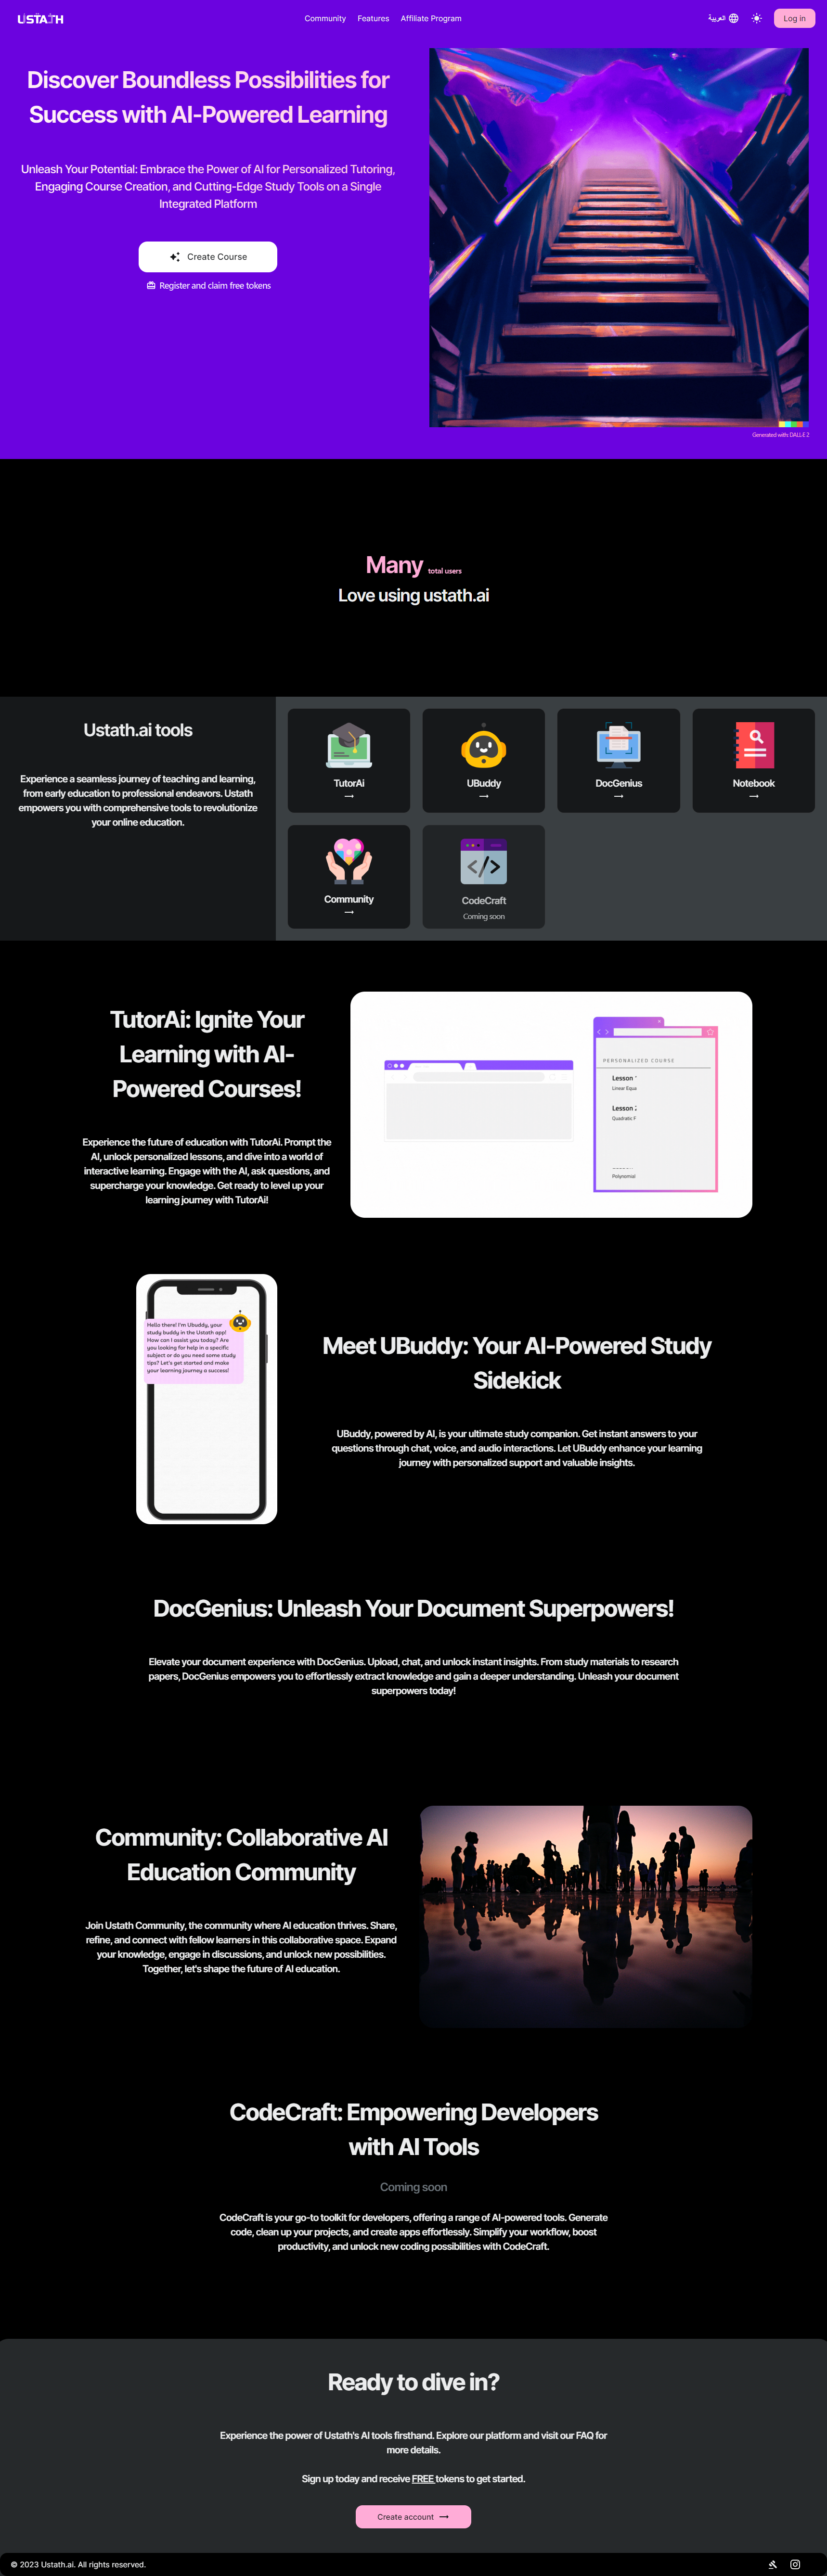 USTATH
Community Features Affiliate Program
العربية
Log in
Discover Boundless Possibilities for
Success with AI-Powered Learning
Unleash Your Potential: Embrace the Power of AI for Personalized Tutoring,
Engaging Course Creation, and Cutting-Edge Study Tools on a Single
Integrated Platform
Create Course
Register and claim free tokens
Generated with: DALL·E 2
Many total users
Love using ustath.ai
Ustath.ai tools
Experience a seamless journey of teaching and learning,
from early education to professional endeavors. Ustath
empowers you with comprehensive tools to revolutionize
your online education.
TutorAi
UBuddy
DocGenius
Notebook
Community
CodeCraft
Coming soon
TutorAi: Ignite Your
Learning with AI-
Powered Courses!
Experience the future of education with TutorAi. Prompt the
AI, unlock personalized lessons, and dive into a world of
interactive learning. Engage with the AI, ask questions, and
supercharge your knowledge. Get ready to level up your
learning journey with TutorAi!
PERSONALIZED COURSE
Lesson
Linear Equa
Lesson
Quadratic F
Polynomial
Hello there! I'm Ubuddy, your
study buddy in the Ustath app!
How can I assist you today? Are
you looking for help in a specific
subject or do you need some study
tips? Let's get started and make
your learning journey a success!
Meet UBuddy: Your AI-Powered Study
Sidekick
UBuddy, powered by AI, is your ultimate study companion. Get instant answers to your
questions through chat, voice, and audio interactions. Let UBuddy enhance your learning
journey with personalized support and valuable insights.
DocGenius: Unleash Your Document Superpowers!
Elevate your document experience with DocGenius. Upload, chat, and unlock instant insights. From study materials to research
papers, DocGenius empowers you to effortlessly extract knowledge and gain a deeper understanding. Unleash your document
superpowers today!
Community: Collaborative AI
Education Community
Join Ustath Community, the community where AI education thrives. Share,
refine, and connect with fellow learners in this collaborative space. Expand
your knowledge, engage in discussions, and unlock new possibilities.
Together, let's shape the future of AI education.
CodeCraft: Empowering Developers
with AI Tools
Coming soon
CodeCraft is your go-to toolkit for developers, offering a range of AI-powered tools. Generate
code, clean up your projects, and create apps effortlessly. Simplify your workflow, boost
productivity, and unlock new coding possibilities with CodeCraft.
Ready to dive in?
Experience the power of Ustath's AI tools firsthand. Explore our platform and visit our FAQ for
more details.
Sign up today and receive FREE tokens to get started.
Create account
© 2023 Ustath.ai. All rights reserved.